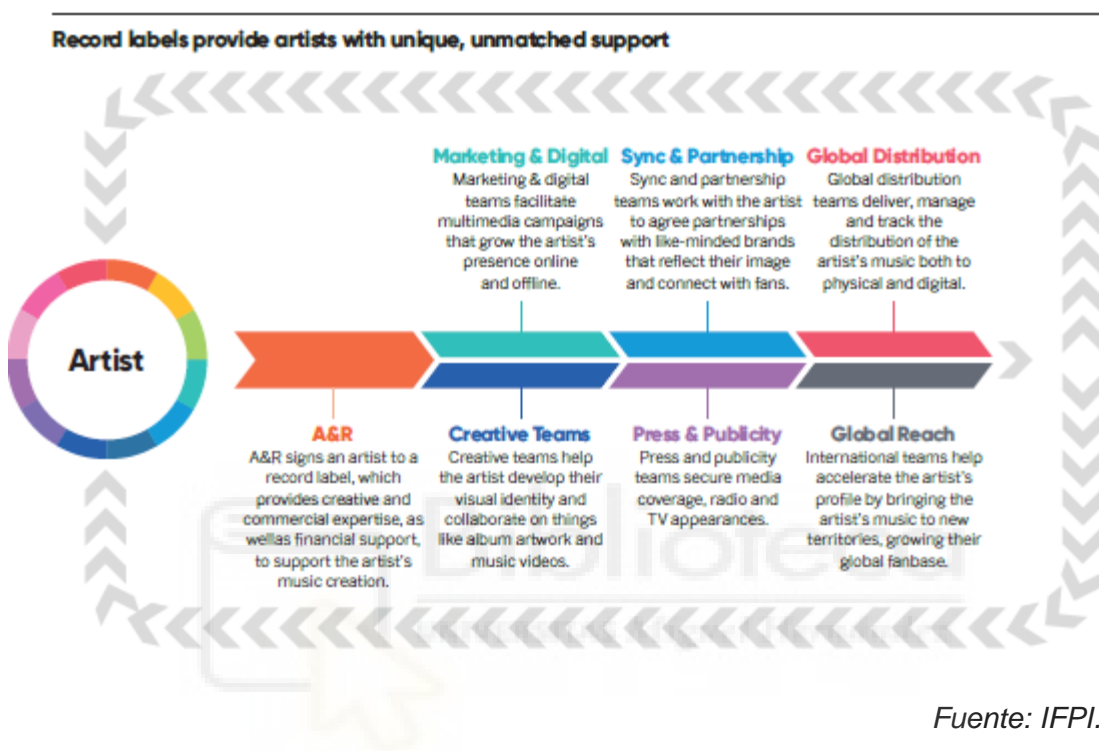 Record labels provide artists with unique, unmatched support
Marketing & Digital
Marketing & digital
teams facilitate
multimedia campaigns
that grow the artist's
presence online
and offline.
Sync & Partnership
Sync and partnership
teams work with the artist
to agree partnerships
with like-minded brands
that reflect their image
and connect with fans.
Global Distribution
Global distribution
teams deliver, manage
and track the
distribution of the
artist's music both to
physical and digital.
Artist
A&R
A&R signs an artist to a
record label, which
provides creative and
commercial expertise, as
wellas financial support,
to support the artist's
music creation.
Creative Teams
Creative teams help
the artist develop their
visual identity and
collaborate on things
like album artwork and
music videos.
Press & Publicity
Press and publicity
teams secure media
coverage, radio and
TV appearances.
Global Reach
International teams help
accelerate the artist's
profile by bringing the
artist's music to new
territories, growing their
global fanbase.
Biblioteca
Fuente: IFPI.